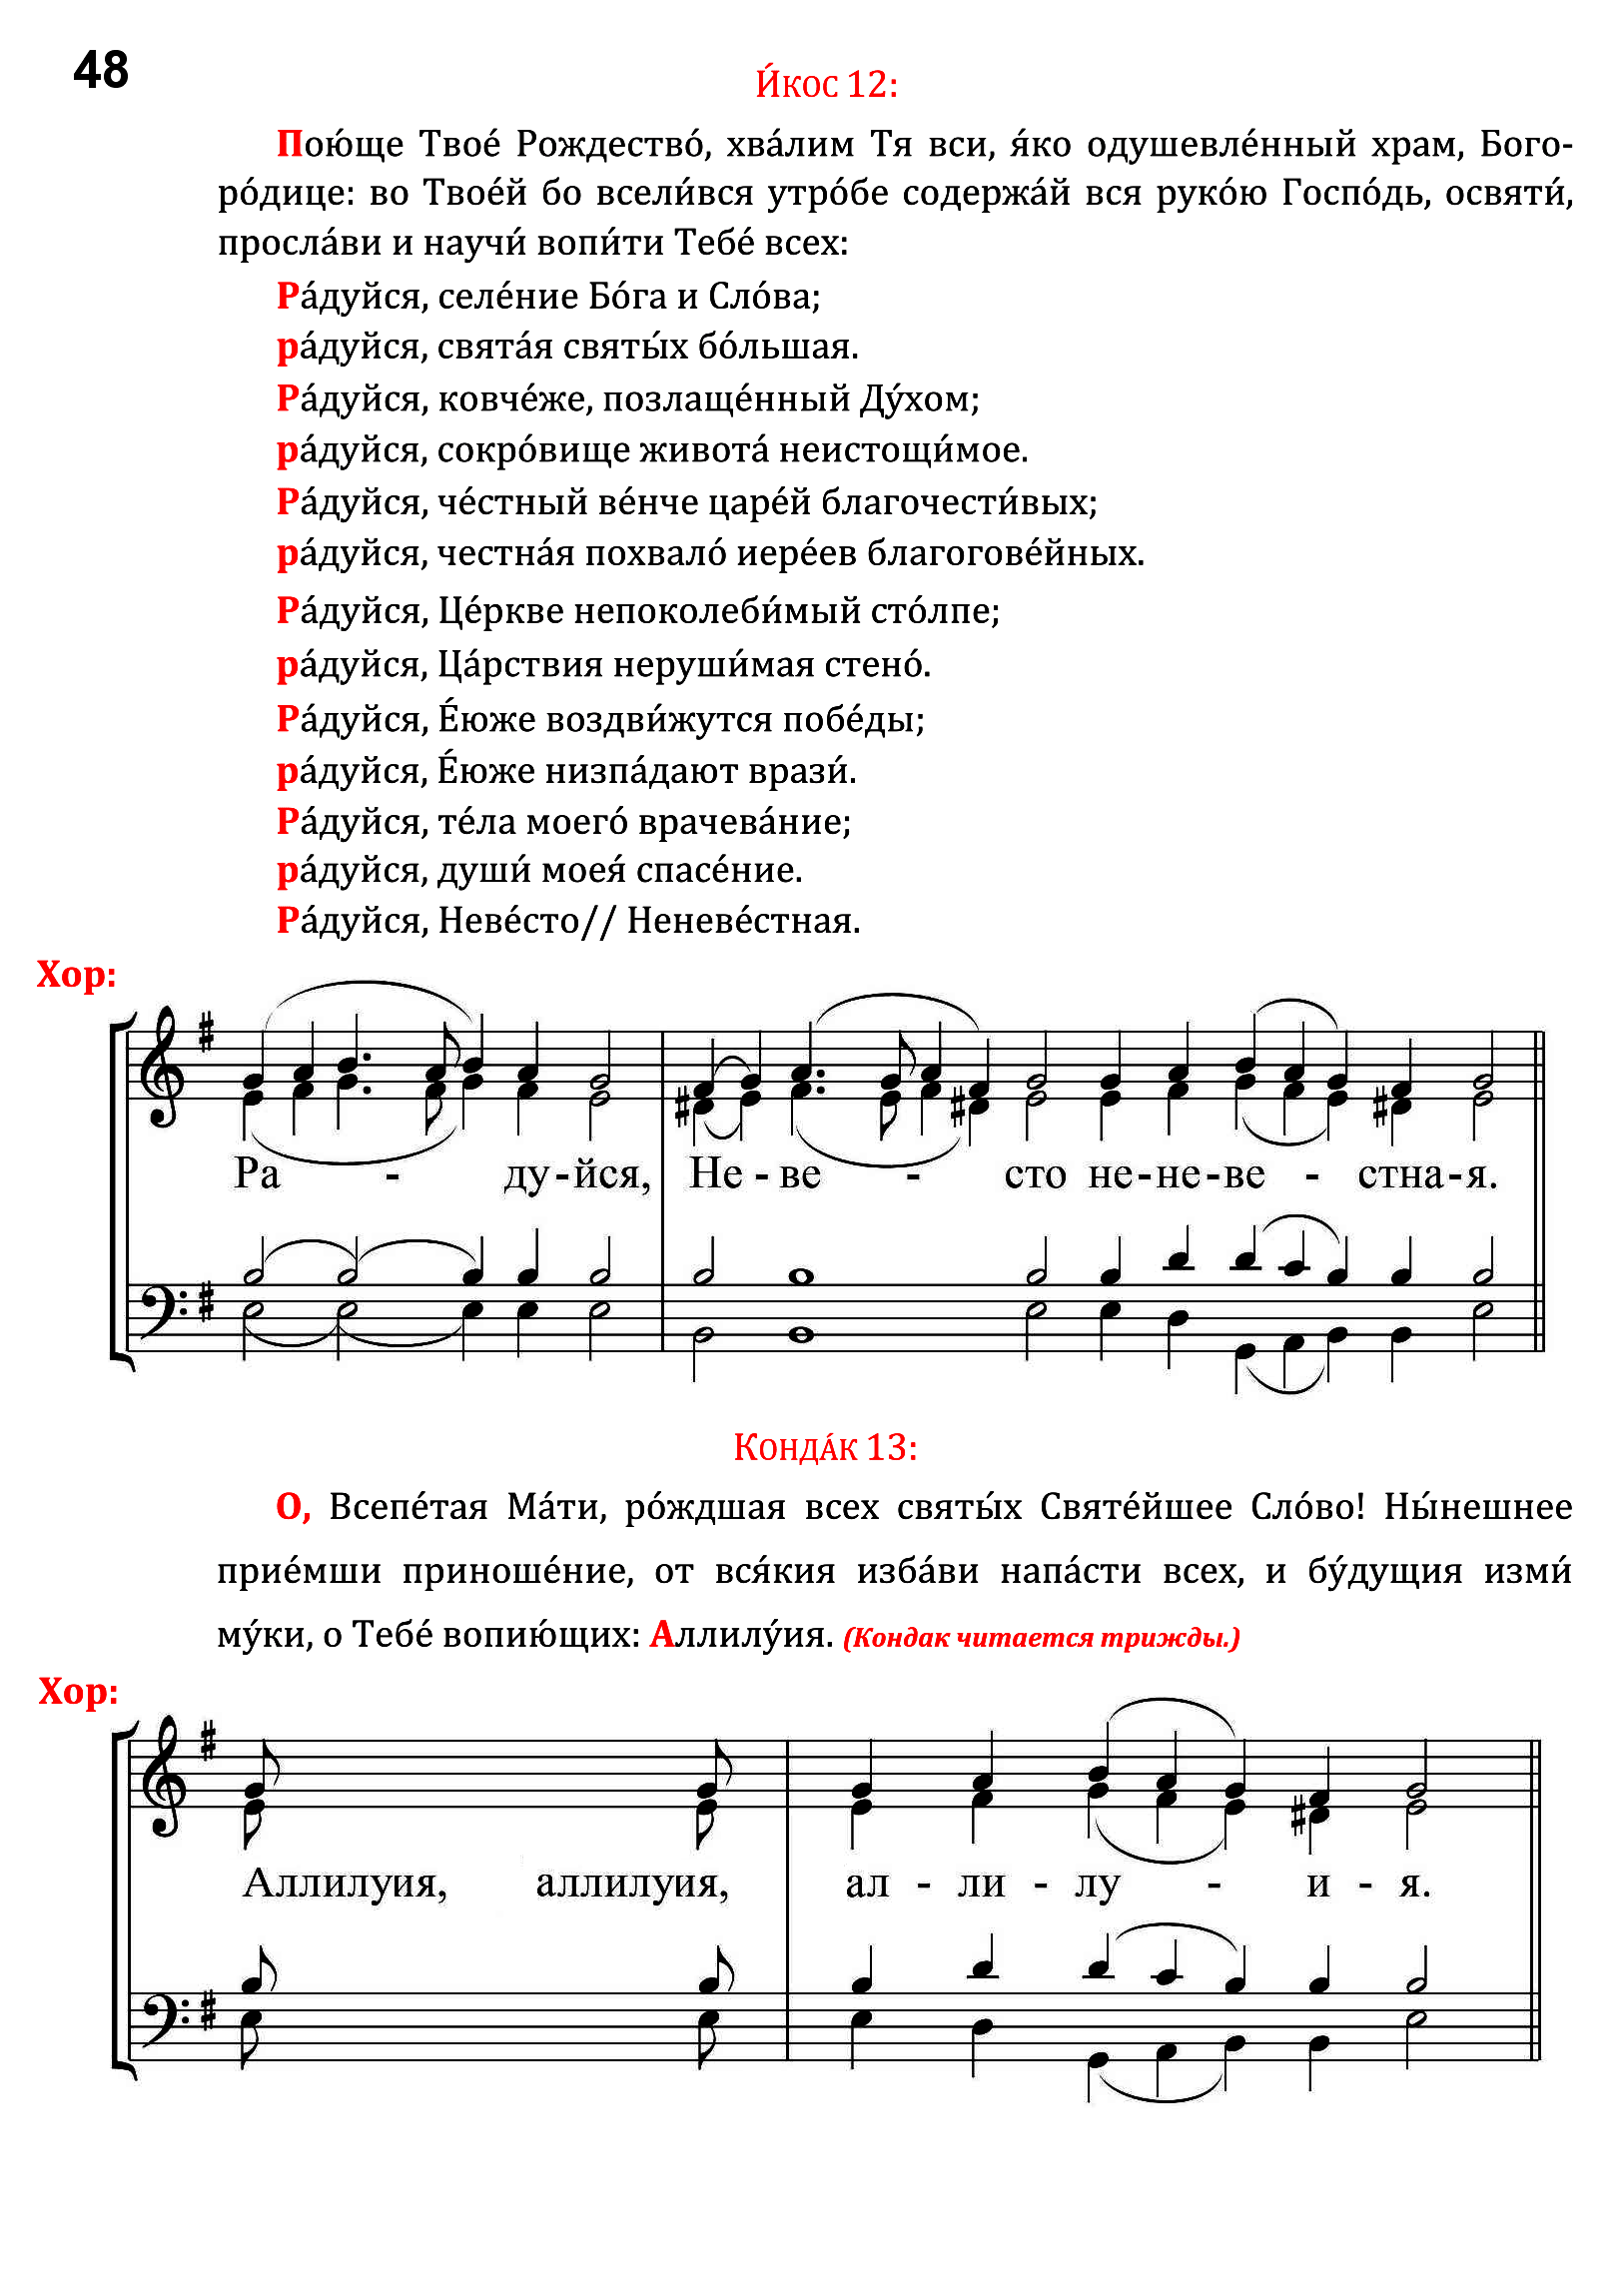 48
И́кос 12:
Пою́ще Твое́ Рождество́, хва́лим Тя вси, я́ко одушевле́нный храм, Бого-
ро́дице: во Твое́й бо всели́вся утро́бе содержа́й вся руко́ю Госпо́дь, освяти́,
просла́ви и научи́ вопи́ти Тебе́ всех:
Ра́дуйся, селе́ние Бо́га и Сло́ва;
ра́дуйся, свята́я святы́х бо́льшая.
Ра́дуйся, ковче́же, позлаще́нный Ду́хом;
ра́дуйся, сокро́вище живота́ неистощи́мое.
Ра́дуйся, че́стный ве́нче царе́й благочести́вых;
ра́дуйся, честна́я похвало́ иере́ев благогове́йных.
Ра́дуйся, Це́ркве непоколеби́мый сто́лпе;
ра́дуйся, Ца́рствия неруши́мая стено́.
Ра́дуйся, Е́юже воздви́жутся побе́ды;
ра́дуйся, Е́юже низпа́дают врази́.
Ра́дуйся, те́ла моего́ врачева́ние;
ра́дуйся, души́ моея́ спасе́ние.
Ра́дуйся, Неве́сто// Неневе́стная.
Хор:
Ра - ду-йся, Не - ве - сто не-не-ве - стна-я.
Конда́к 13:
О, Всепе́тая Ма́ти, ро́ждшая всех святы́х Святе́йшее Сло́во! Ны́нешнее
прие́мши приноше́ние, от вся́кия изба́ви напа́сти всех, и бу́дущия изми́
му́ки, о Тебе́ вопию́щих: Аллилу́ия. (Кондак читается трижды.)
Хор:
Аллилуия, аллилуия, ал - ли - лу - и - я.